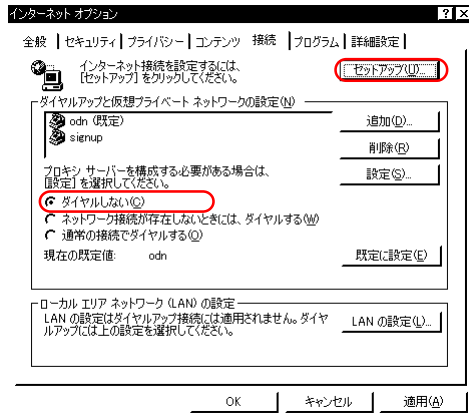 インターネット オプション
全般 セキュリティ プライバシー コンテンツ 接続 プログラム 詳細設定
インターネット接続を設定するには、
[セットアップ] をクリックしてください。
セットアップ(U)...
ダイヤルアップと仮想プライベート ネットワークの設定(N)
odn (既定)
signup
追加(D)...
削除(R)
プロキシ サーバーを構成する必要がある場合は、
[設定] を選択してください。
設定(S)...
ダイヤルしない(C)
ネットワーク接続が存在しないときには、ダイヤルする(W)
通常の接続でダイヤルする(O)
現在の既定値: odn
既定に設定(E)
ローカル エリア ネットワーク (LAN) の設定
LAN の設定はダイヤルアップ接続には適用されません。ダイヤ
ルアップには上の設定を選択してください。
LAN の設定(L)...
OK キャンセル 適用(A)